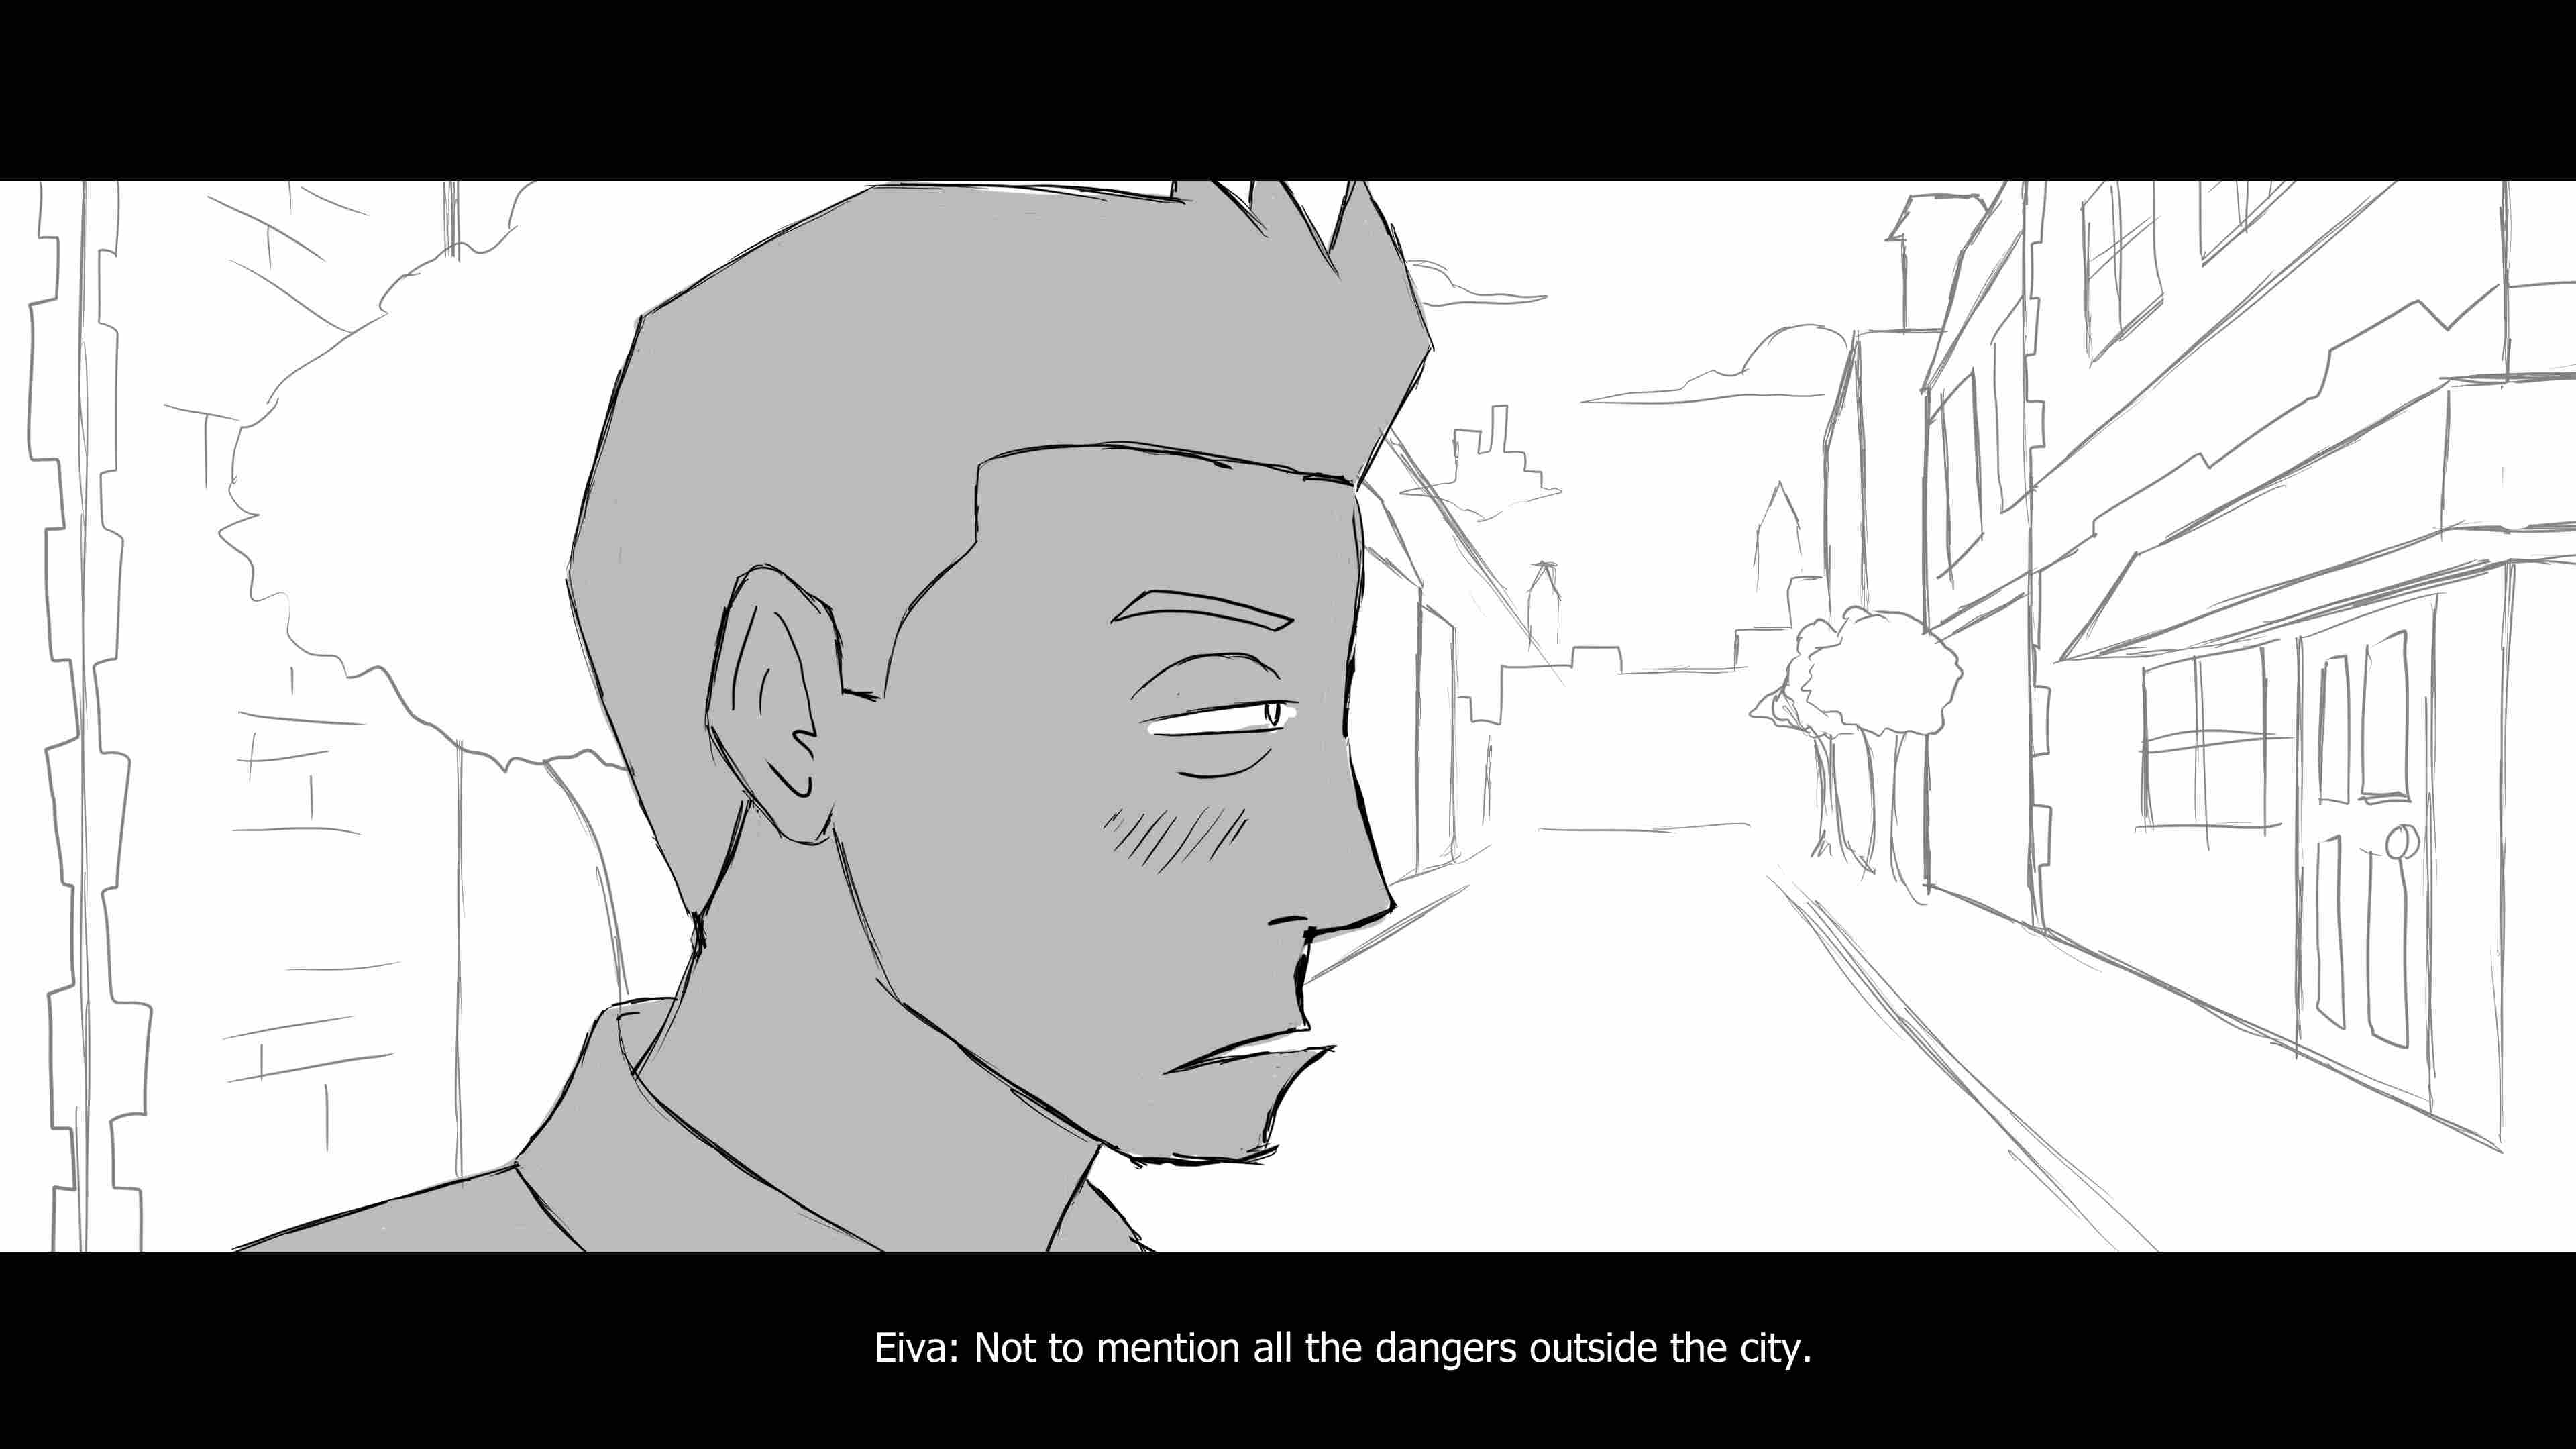 Eiva: Not to mention all the dangers outside the city.